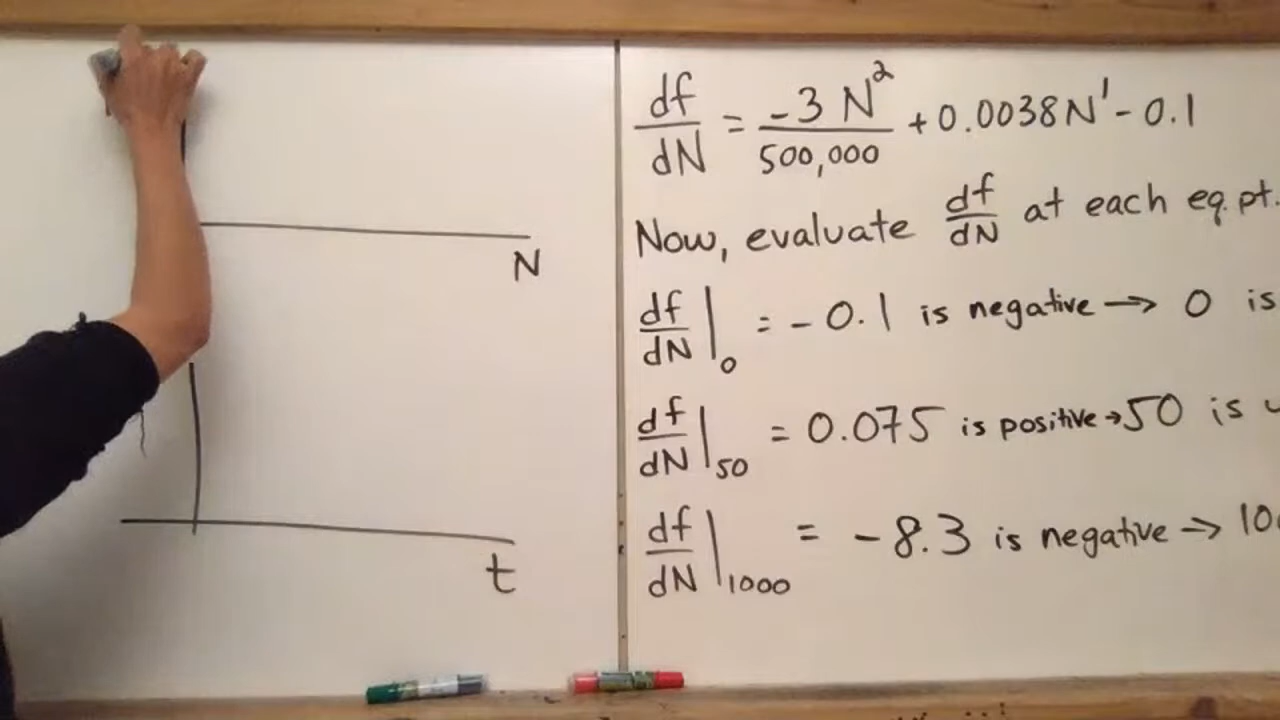 N
t
df/dN = -3N²/500,000 + 0.0038N¹ - 0.1
Now, evaluate df/dN at each eq. pt.
df/dN|₀ = -0.1 is negative → 0 is
df/dN|₅₀ = 0.075 is positive → 50 is
df/dN|₁₀₀₀ = -8.3 is negative →